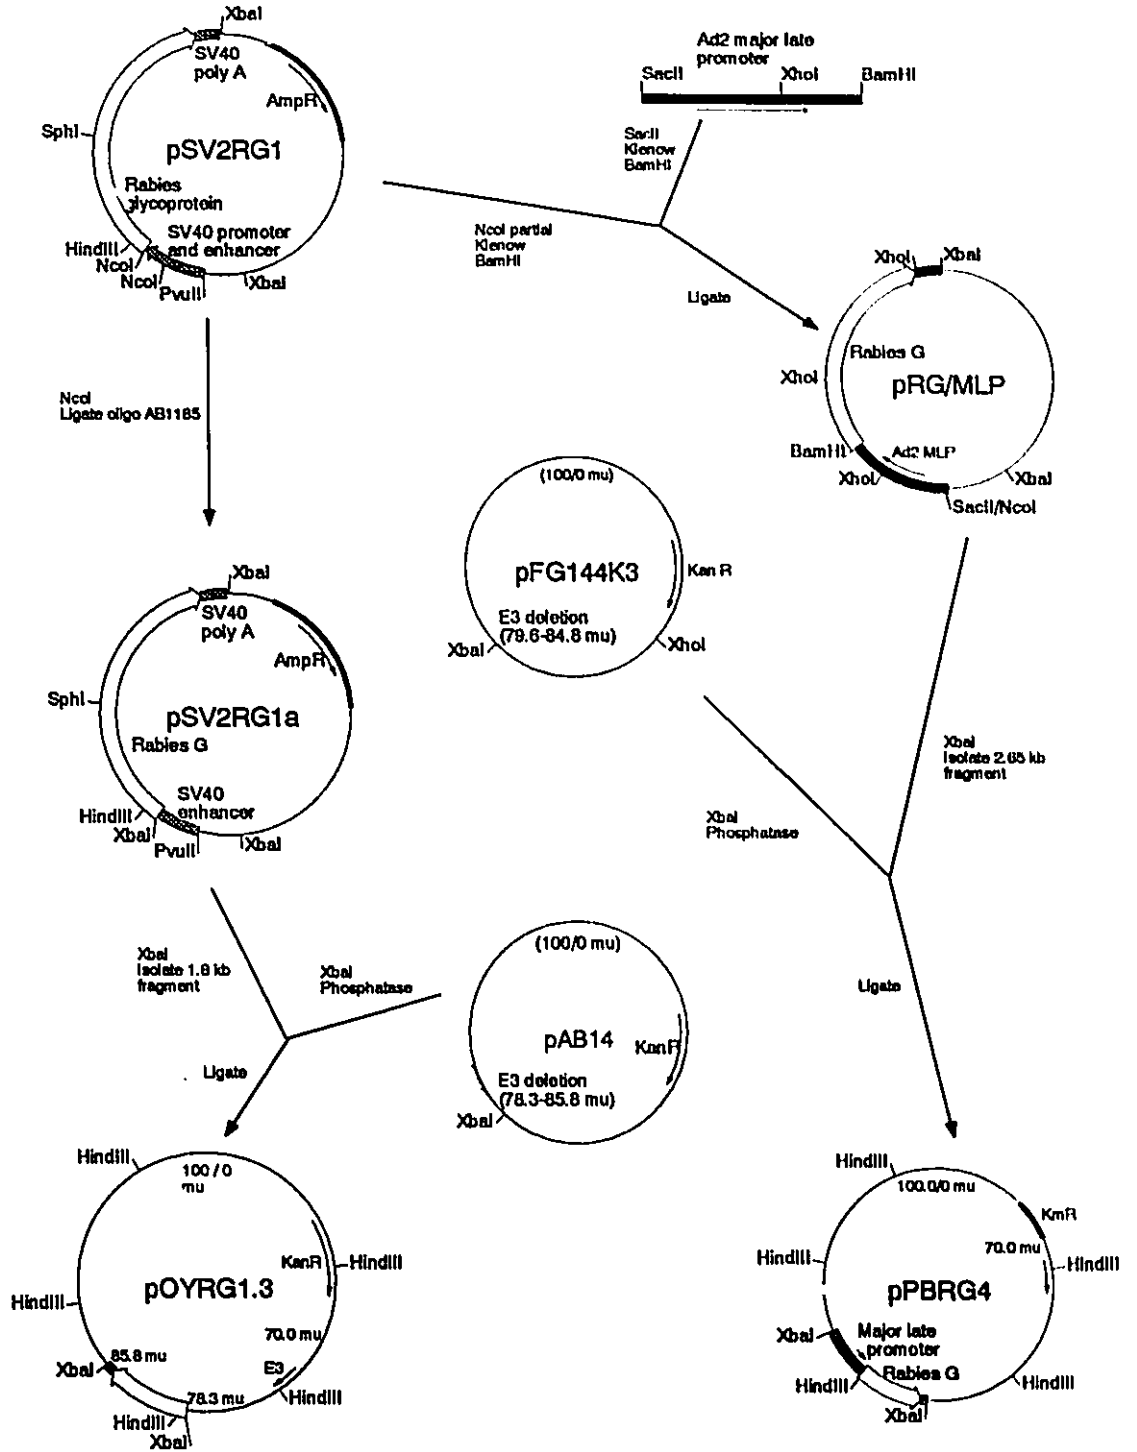 XbaI
SV40
poly A
AmpR
SphI
pSV2RG1
Rabies
glycoprotein
SV40 promoter
and enhancer
HindIII
NcoI
NcoI
PvuII
XbaI
Ad2 major late
promoter
SacII
XhoI
BamHI
SacII
Klenow
BamHI
NcoI partial
Klenow
BamHI
Ligate
XhoI
XbaI
Rabies G
XhoI
pRG/MLP
BamHI
Ad2 MLP
XhoI
XbaI
SacII/NcoI
NcoI
Ligate oligo AB1185
(100/0 mu)
pFG144K3
Kan R
E3 deletion
(79.6-84.8 mu)
XbaI
XhoI
XbaI
SV40
poly A
AmpR
SphI
pSV2RG1a
Rabies G
SV40
enhancer
HindIII
XbaI
PvuII
XbaI
XbaI
Isolate 2.65 kb
fragment
XbaI
Phosphatase
XbaI
Isolate 1.8 kb
fragment
XbaI
Phosphatase
Ligate
(100/0 mu)
pAB14
KanR
E3 deletion
(78.3-85.8 mu)
XbaI
Ligate
HindIII
100 / 0
mu
KanR
HindIII
pOYRG1.3
HindIII
70.0 mu
85.8 mu
XbaI
E3
78.3 mu
HindIII
HindIII
XbaI
HindIII
100.0/0 mu
KmR
70.0 mu
HindIII
HindIII
pPBRG4
XbaI
Major late
promoter
Rabies G
HindIII
HindIII
XbaI